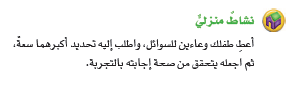 نشاطٌ منزليٌّ
أعطِ طفلك وعاءين للسوائل، واطلب إليه تحديد أكبرهما سعةً،
ثم اجعله يتحقق من صحة إجابته بالتجربة.